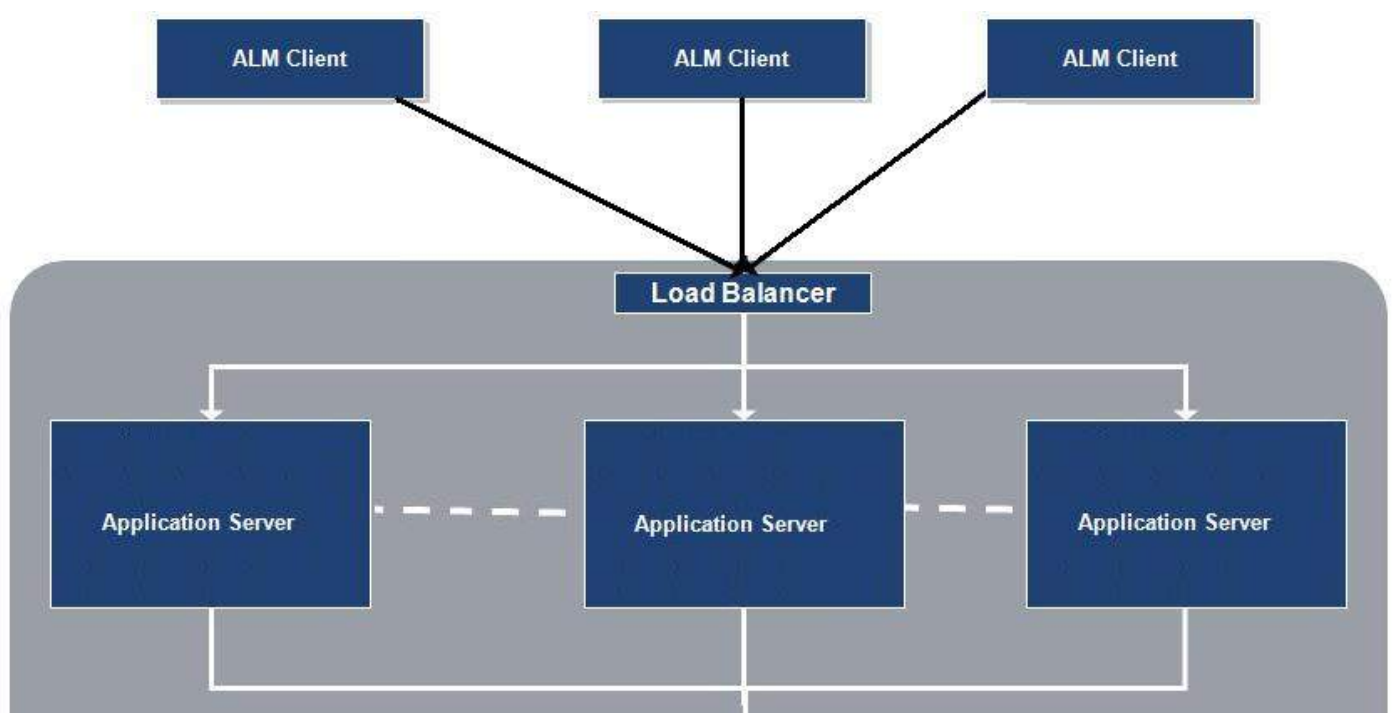 ALM Client
ALM Client
ALM Client
Load Balancer
Application Server
Application Server
Application Server